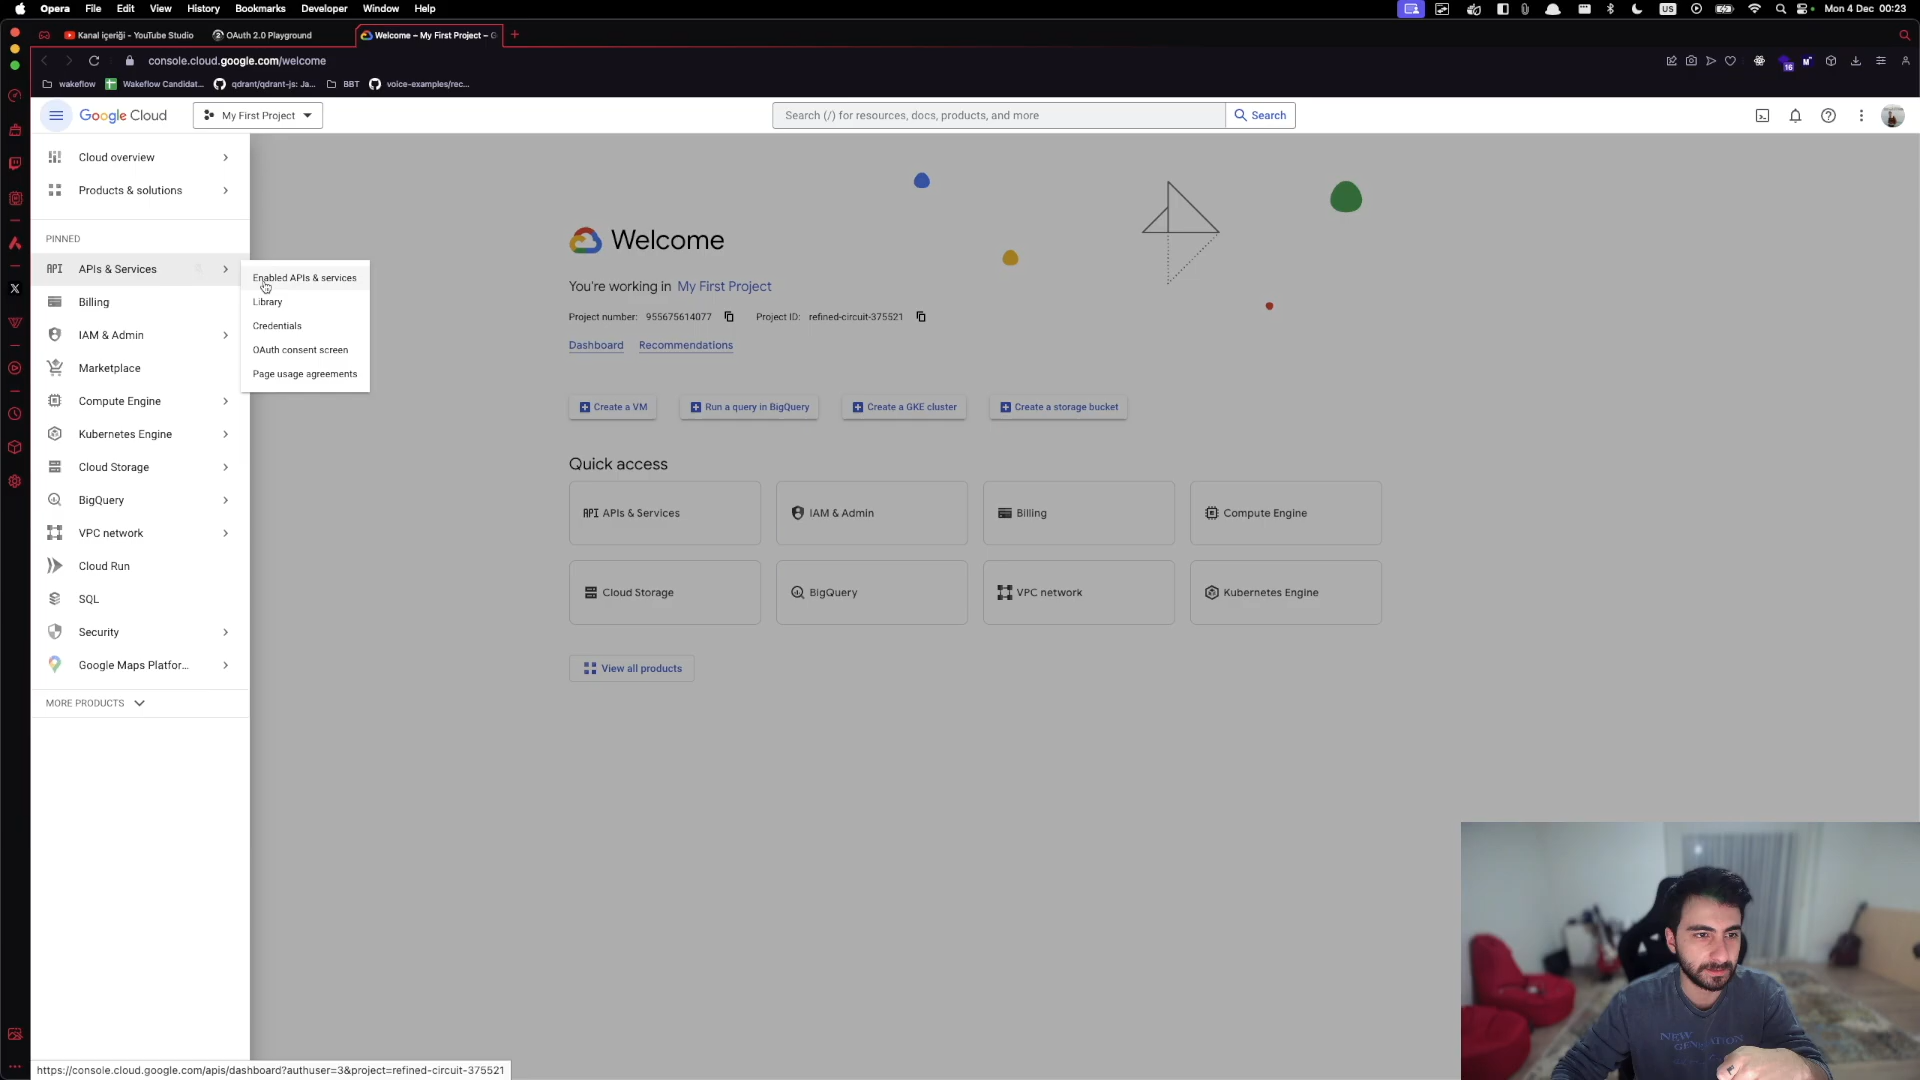 Opera File Edit View History Bookmarks Developer Window Help
US
Mon 4 Dec 00:23
Kanal içeriği - YouTube Studio
OAuth 2.0 Playground
Welcome – My First Project – G
console.cloud.google.com/welcome
16
wakeflow
Wakeflow Candidat...
qdrant/qdrant-js: Ja...
BBT
voice-examples/rec...
Google Cloud
My First Project
Search (/) for resources, docs, products, and more
Search
Cloud overview
Products & solutions
PINNED
API APIs & Services
Billing
IAM & Admin
Marketplace
Compute Engine
Kubernetes Engine
Cloud Storage
BigQuery
VPC network
Cloud Run
SQL
Security
Google Maps Platfor...
MORE PRODUCTS
Enabled APIs & services
Library
Credentials
OAuth consent screen
Page usage agreements
Welcome
You're working in My First Project
Project number: 955675614077
Project ID: refined-circuit-375521
Dashboard
Recommendations
Create a VM
Run a query in BigQuery
Create a GKE cluster
Create a storage bucket
Quick access
API APIs & Services
IAM & Admin
Billing
Compute Engine
Cloud Storage
BigQuery
VPC network
Kubernetes Engine
View all products
NEW
GENERATION
https://console.cloud.google.com/apis/dashboard?authuser=3&project=refined-circuit-375521